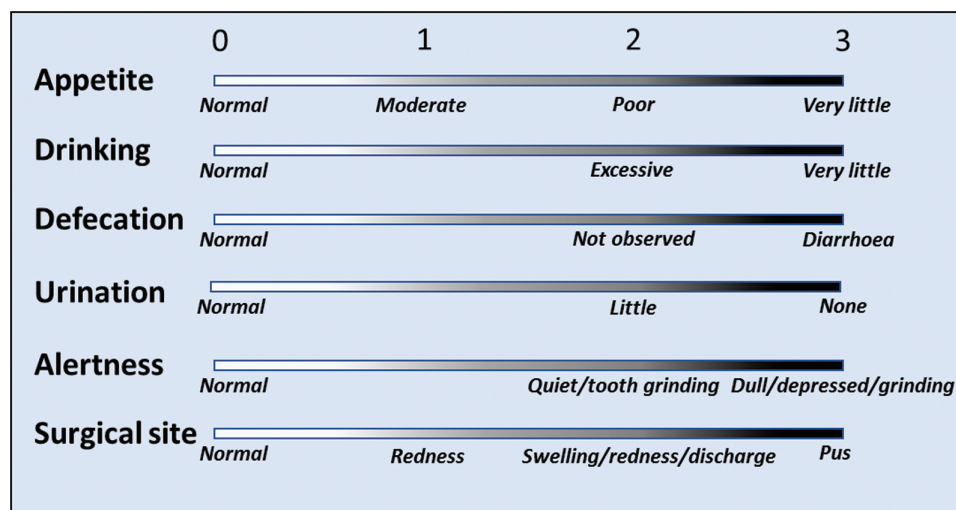 0 1 2 3
Appetite
Normal Moderate Poor Very little
Drinking
Normal Excessive Very little
Defecation
Normal Not observed Diarrhoea
Urination
Normal Little None
Alertness
Normal Quiet/tooth grinding Dull/depressed/grinding
Surgical site
Normal Redness Swelling/redness/discharge Pus